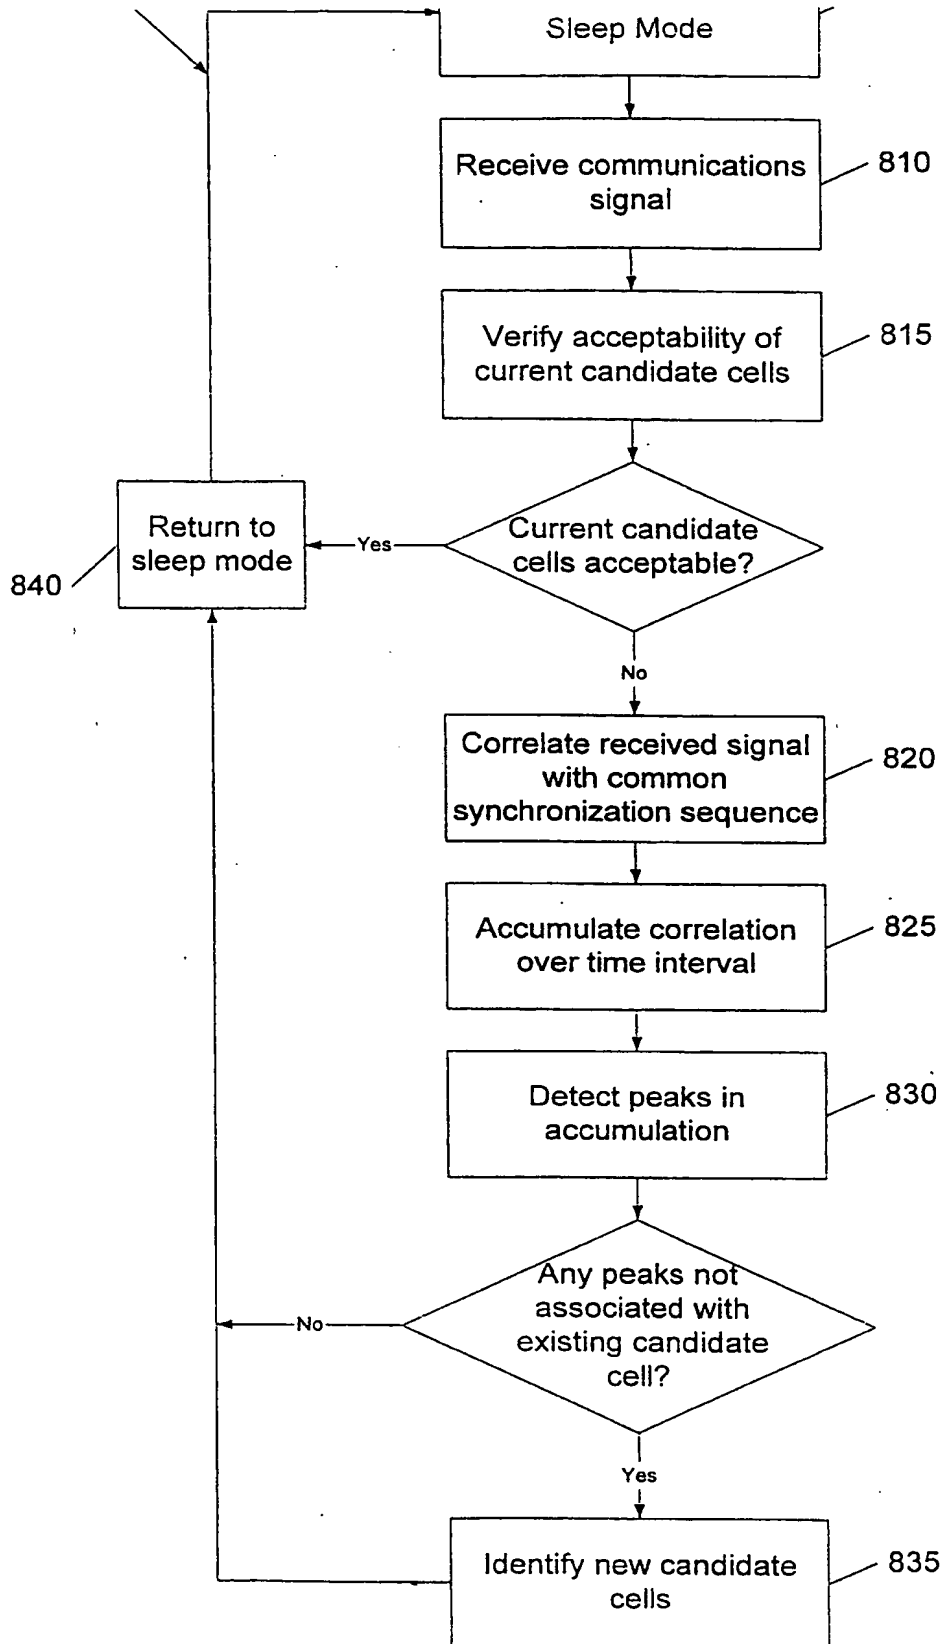 Sleep Mode
Receive communications
signal
810
Verify acceptability of
current candidate cells
815
Return to
sleep mode
840
Yes
Current candidate
cells acceptable?
No
Correlate received signal
with common
synchronization sequence
820
Accumulate correlation
over time interval
825
Detect peaks in
accumulation
830
Any peaks not
associated with
existing candidate
cell?
No
Yes
Identify new candidate
cells
835